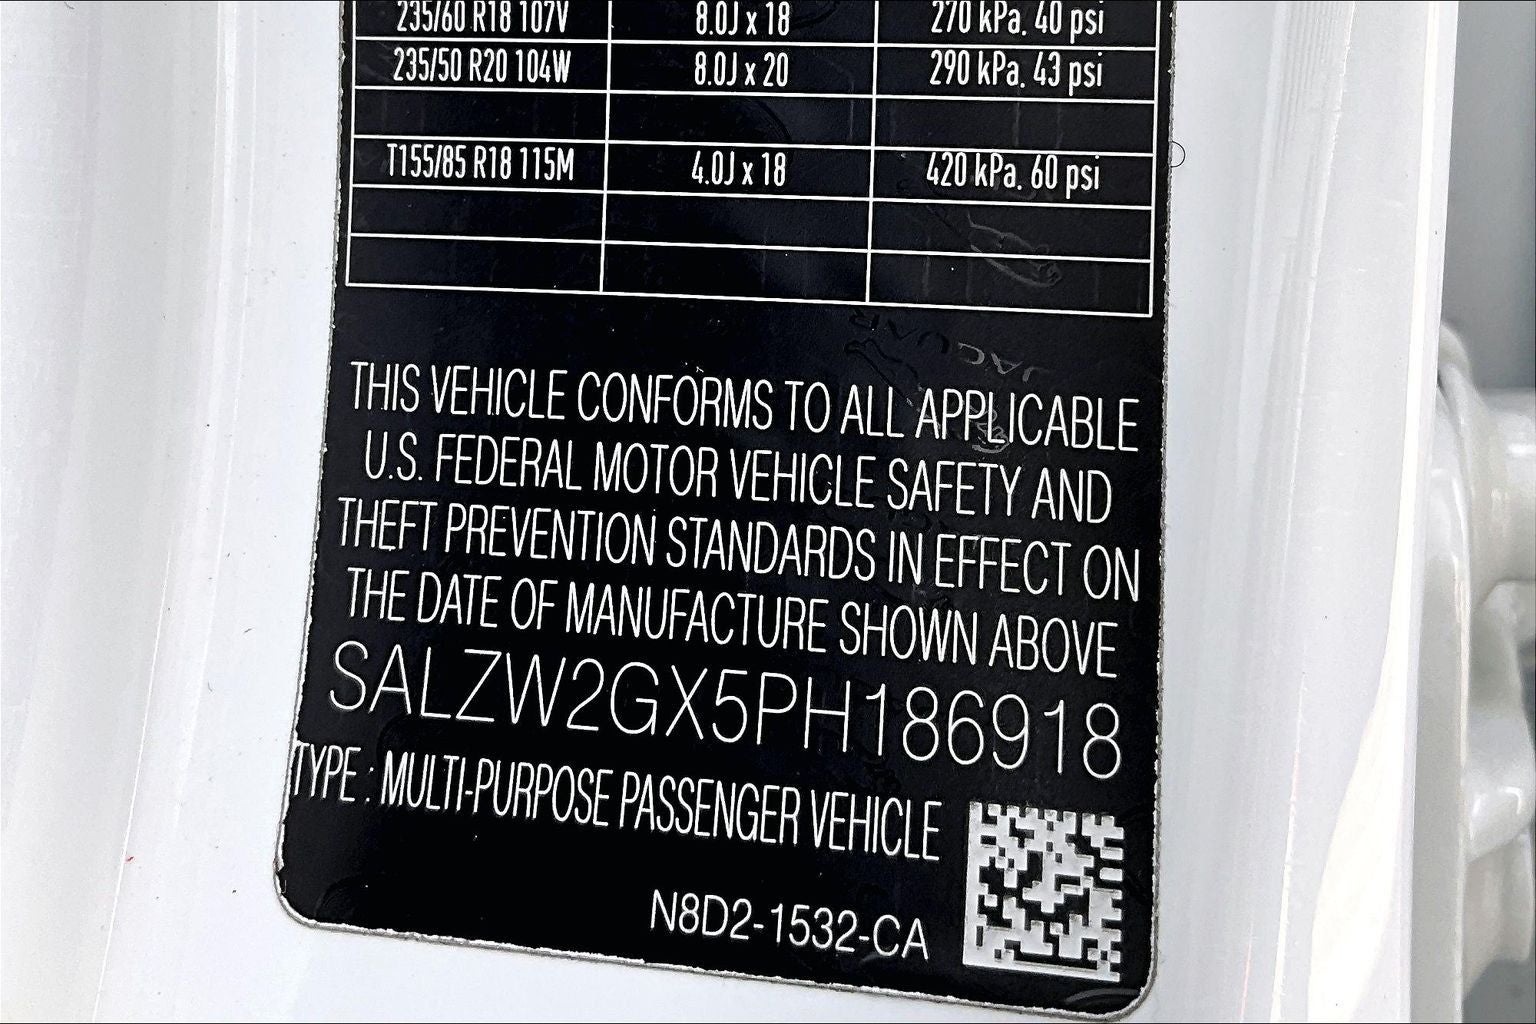 235/60 R18 107V 8.0J x 18 270 kPa. 40 psi
235/50 R20 104W 8.0J x 20 290 kPa. 43 psi
T155/85 R18 115M 4.0J x 18 420 kPa. 60 psi
JAGUAR
THIS VEHICLE CONFORMS TO ALL APPLICABLE
U.S. FEDERAL MOTOR VEHICLE SAFETY AND
THEFT PREVENTION STANDARDS IN EFFECT ON
THE DATE OF MANUFACTURE SHOWN ABOVE
SALZW2GX5PH186918
TYPE : MULTI-PURPOSE PASSENGER VEHICLE
N8D2-1532-CA